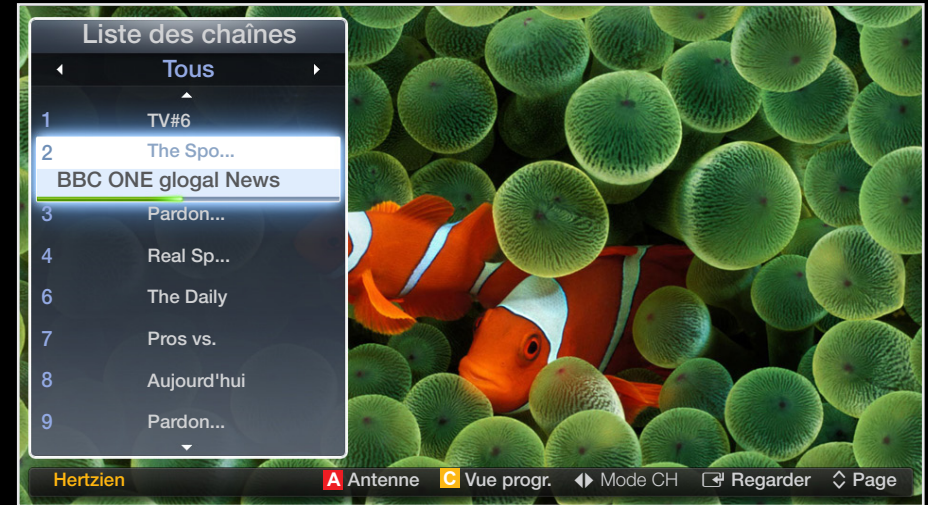 Liste des chaînes
Tous
1 TV#6
2 The Spo...
BBC ONE glogal News
3 Pardon...
4 Real Sp...
6 The Daily
7 Pros vs.
8 Aujourd'hui
9 Pardon...
Hertzien A Antenne C Vue progr. Mode CH Regarder Page